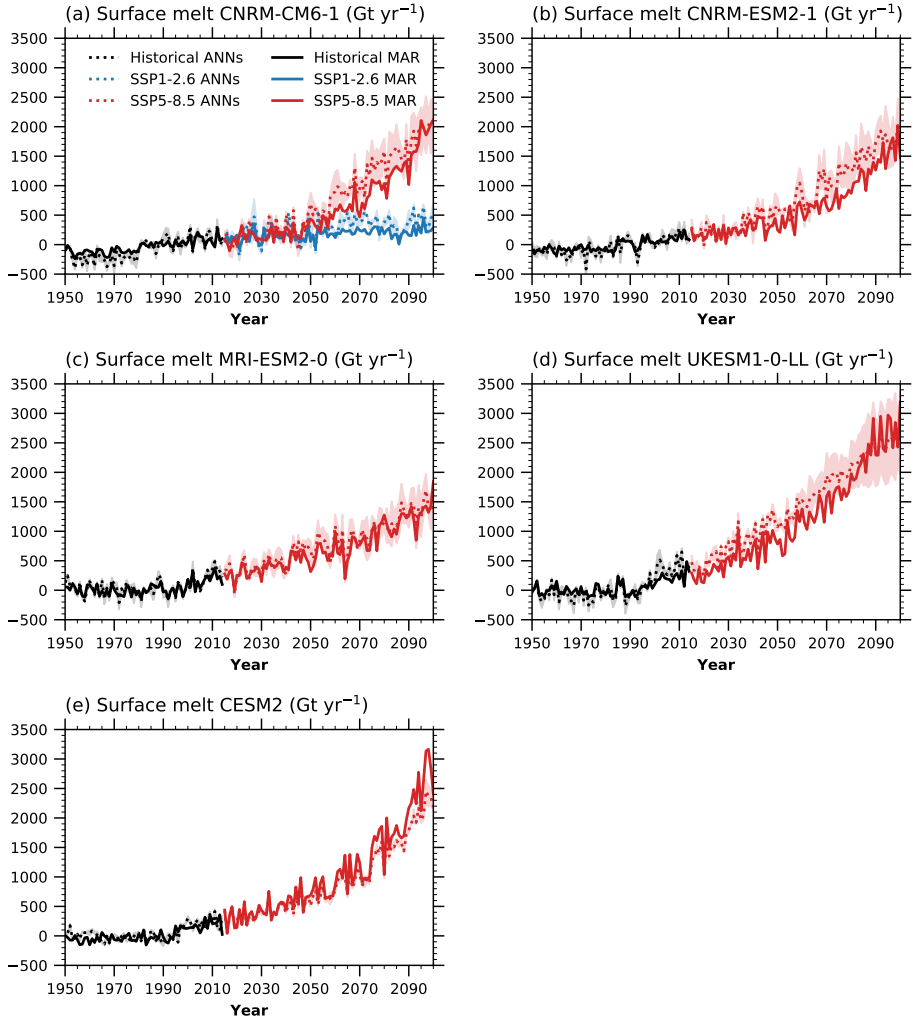 (a) Surface melt CNRM-CM6-1 (Gt yr⁻¹)
3500
3000
2500
2000
1500
1000
500
0
−500
Historical ANNs
SSP1-2.6 ANNs
SSP5-8.5 ANNs
Historical MAR
SSP1-2.6 MAR
SSP5-8.5 MAR
1950 1970 1990 2010 2030 2050 2070 2090
Year
(b) Surface melt CNRM-ESM2-1 (Gt yr⁻¹)
3500
3000
2500
2000
1500
1000
500
0
−500
1950 1970 1990 2010 2030 2050 2070 2090
Year
(c) Surface melt MRI-ESM2-0 (Gt yr⁻¹)
3500
3000
2500
2000
1500
1000
500
0
−500
1950 1970 1990 2010 2030 2050 2070 2090
Year
(d) Surface melt UKESM1-0-LL (Gt yr⁻¹)
3500
3000
2500
2000
1500
1000
500
0
−500
1950 1970 1990 2010 2030 2050 2070 2090
Year
(e) Surface melt CESM2 (Gt yr⁻¹)
3500
3000
2500
2000
1500
1000
500
0
−500
1950 1970 1990 2010 2030 2050 2070 2090
Year